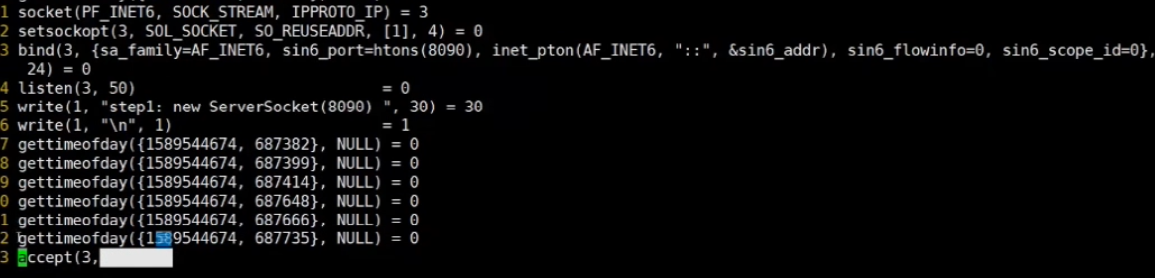 1 socket(PF_INET6, SOCK_STREAM, IPPROTO_IP) = 3
2 setsockopt(3, SOL_SOCKET, SO_REUSEADDR, [1], 4) = 0
3 bind(3, {sa_family=AF_INET6, sin6_port=htons(8090), inet_pton(AF_INET6, "::", &sin6_addr), sin6_flowinfo=0, sin6_scope_id=0},
24) = 0
4 listen(3, 50) = 0
5 write(1, "step1: new ServerSocket(8090) ", 30) = 30
6 write(1, "\n", 1) = 1
7 gettimeofday({1589544674, 687382}, NULL) = 0
8 gettimeofday({1589544674, 687399}, NULL) = 0
9 gettimeofday({1589544674, 687414}, NULL) = 0
0 gettimeofday({1589544674, 687648}, NULL) = 0
1 gettimeofday({1589544674, 687666}, NULL) = 0
2 gettimeofday({1589544674, 687735}, NULL) = 0
3 accept(3,